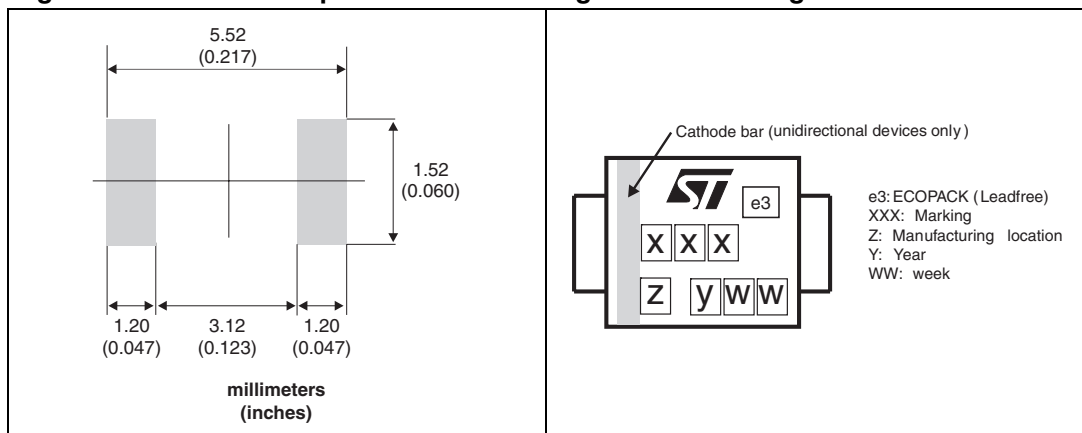 5.52
(0.217)
1.52
(0.060)
1.20
(0.047)
3.12
(0.123)
1.20
(0.047)
millimeters
(inches)
Cathode bar (unidirectional devices only)
ST
e3
x x x
z y w w
e3: ECOPACK (Leadfree)
XXX: Marking
Z: Manufacturing location
Y: Year
WW: week